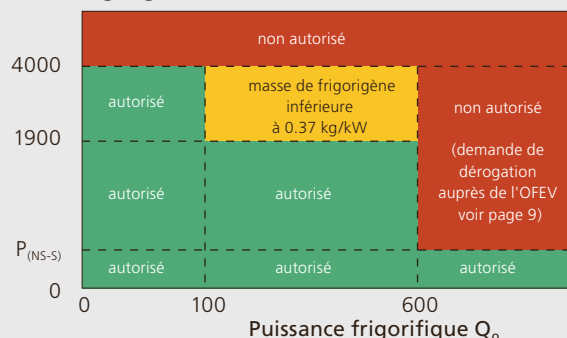 non autorisé
4000
autorisé
masse de frigorigène
inférieure
à 0.37 kg/kW
non autorisé
1900
(demande de
dérogation
auprès de l'OFEV
voir page 9)
autorisé
autorisé
P(NS-S)
autorisé
autorisé
autorisé
0
0
100
600
Puissance frigorifique Qo